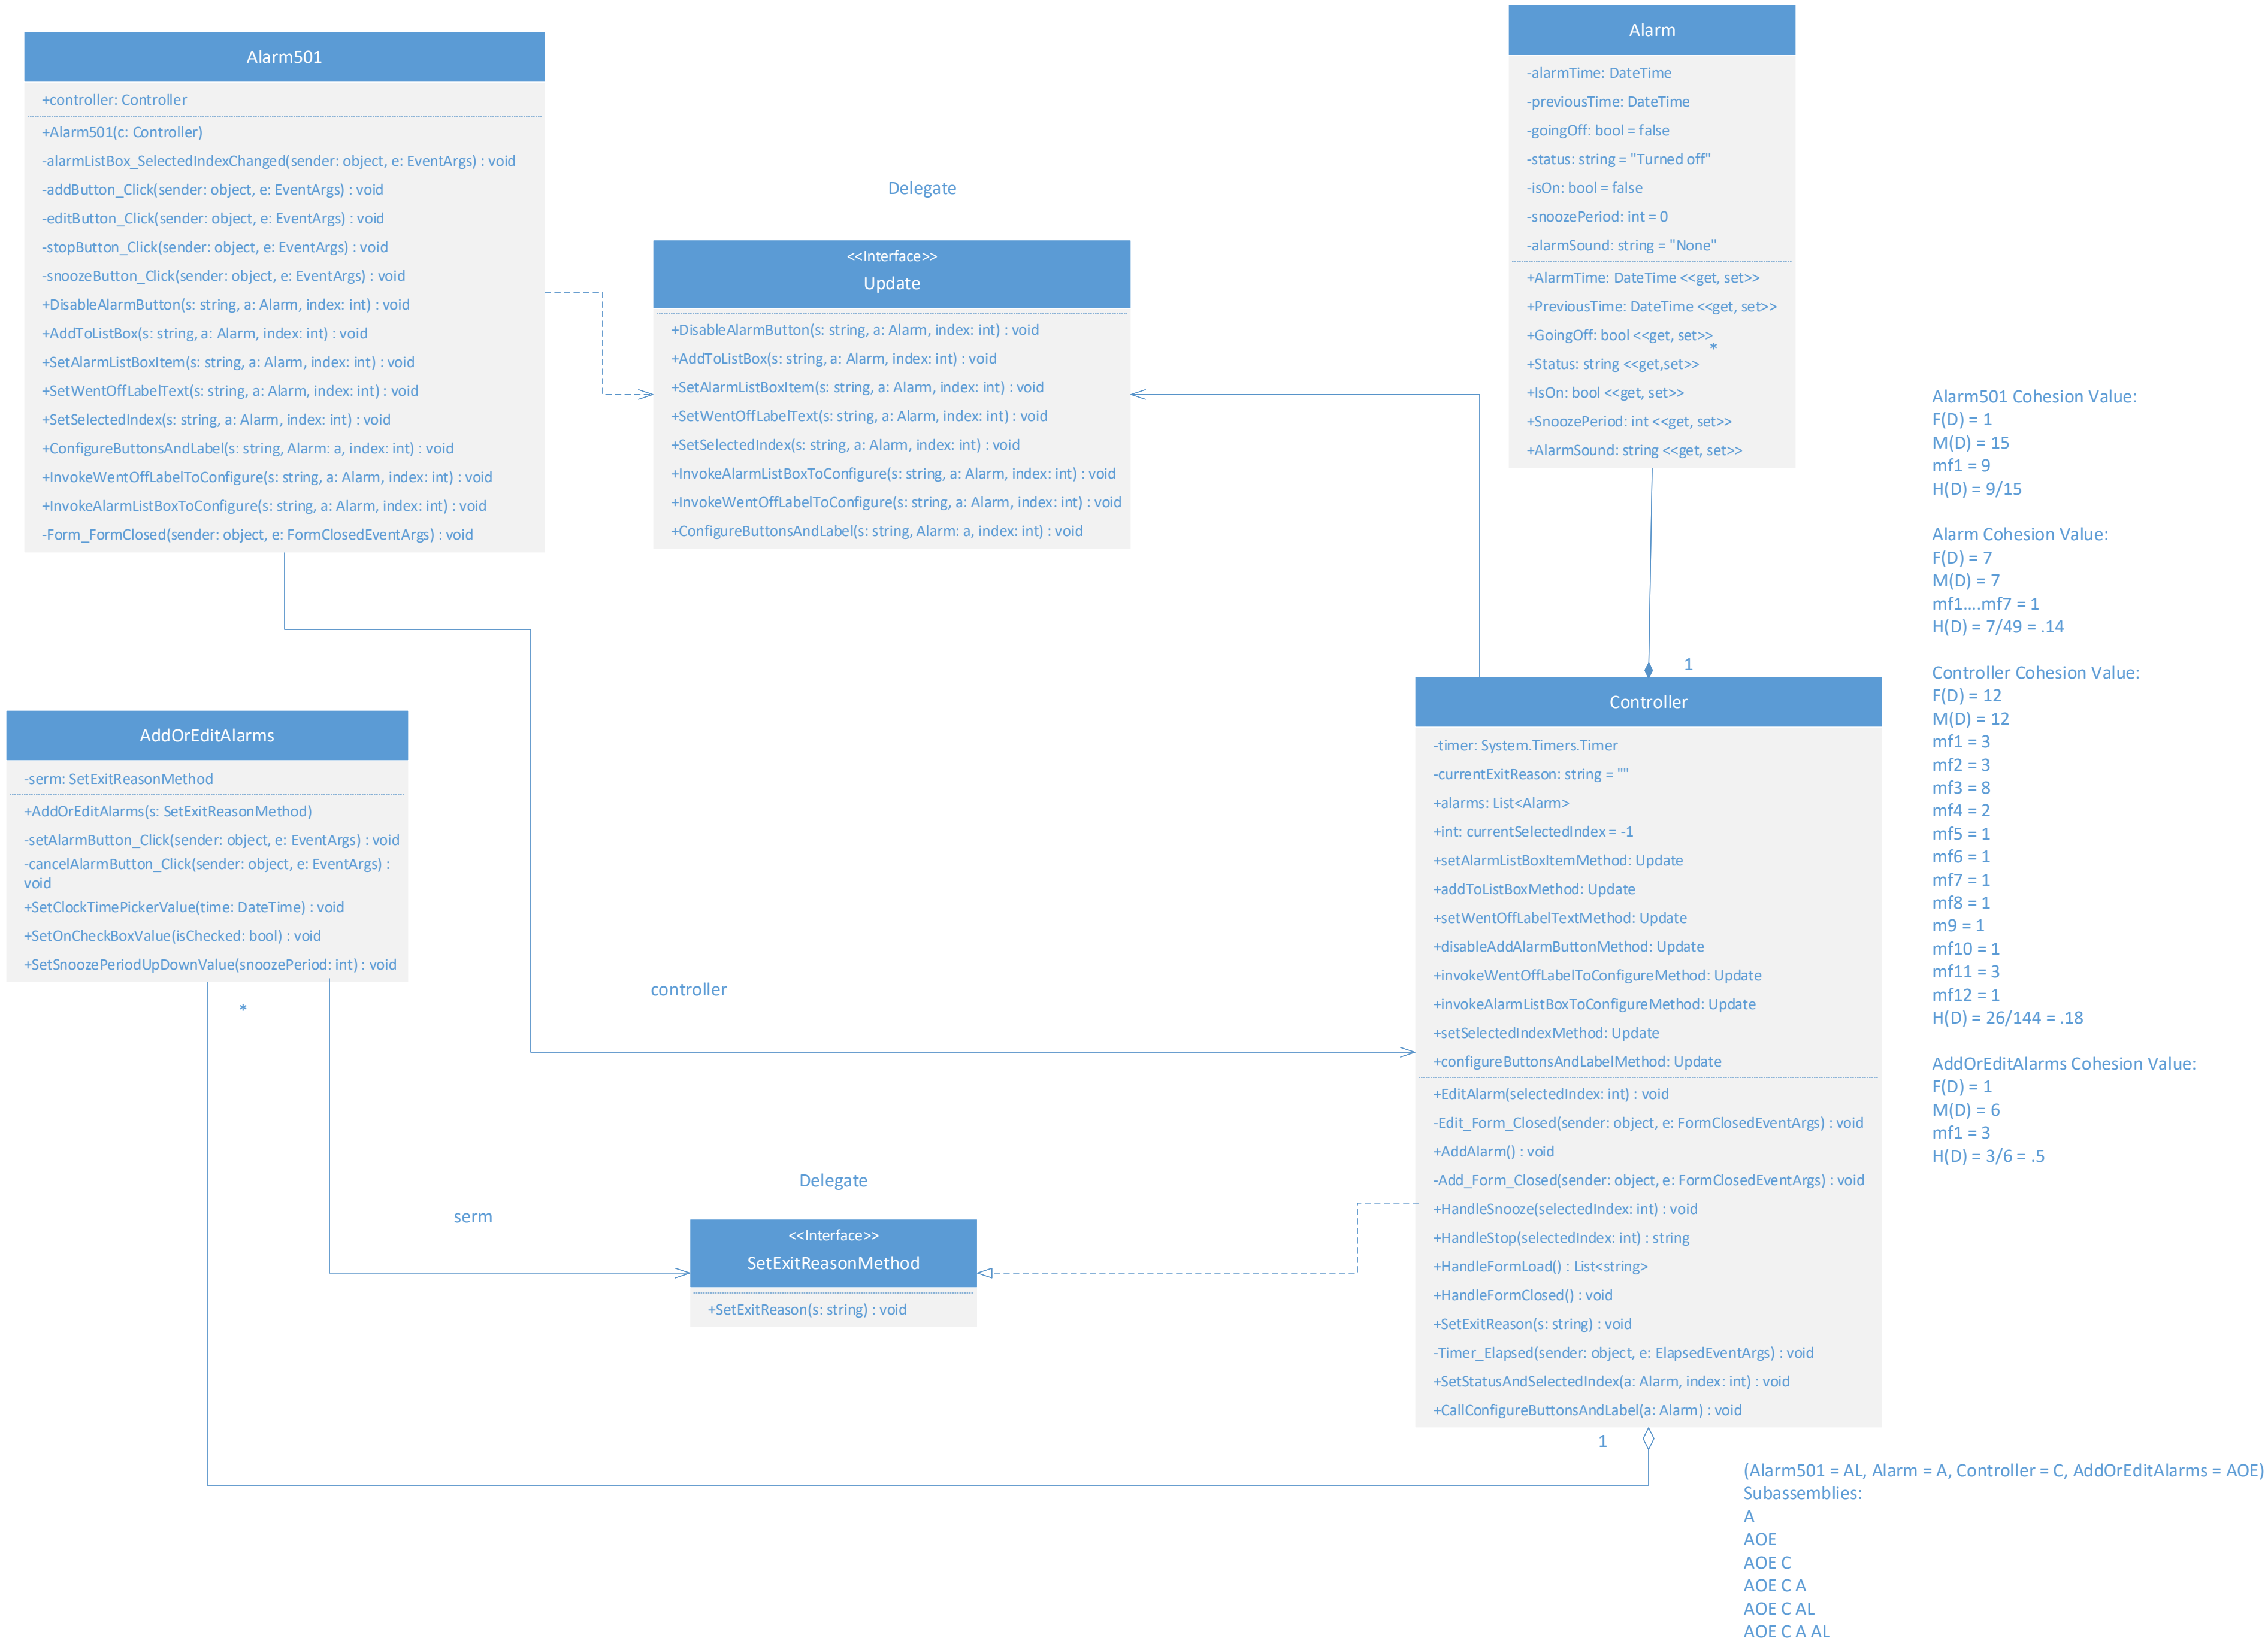 Alarm501
+controller: Controller
+Alarm501(c: Controller)
-alarmListBox_SelectedIndexChanged(sender: object, e: EventArgs) : void
-addButton_Click(sender: object, e: EventArgs) : void
-editButton_Click(sender: object, e: EventArgs) : void
-stopButton_Click(sender: object, e: EventArgs) : void
-snoozeButton_Click(sender: object, e: EventArgs) : void
+DisableAlarmButton(s: string, a: Alarm, index: int) : void
+AddToListBox(s: string, a: Alarm, index: int) : void
+SetAlarmListBoxItem(s: string, a: Alarm, index: int) : void
+SetWentOffLabelText(s: string, a: Alarm, index: int) : void
+SetSelectedIndex(s: string, a: Alarm, index: int) : void
+ConfigureButtonsAndLabel(s: string, Alarm: a, index: int) : void
+InvokeWentOffLabelToConfigure(s: string, a: Alarm, index: int) : void
+InvokeAlarmListBoxToConfigure(s: string, a: Alarm, index: int) : void
-Form_FormClosed(sender: object, e: FormClosedEventArgs) : void
Delegate
<<Interface>>
Update
+DisableAlarmButton(s: string, a: Alarm, index: int) : void
+AddToListBox(s: string, a: Alarm, index: int) : void
+SetAlarmListBoxItem(s: string, a: Alarm, index: int) : void
+SetWentOffLabelText(s: string, a: Alarm, index: int) : void
+SetSelectedIndex(s: string, a: Alarm, index: int) : void
+InvokeAlarmListBoxToConfigure(s: string, a: Alarm, index: int) : void
+InvokeWentOffLabelToConfigure(s: string, a: Alarm, index: int) : void
+ConfigureButtonsAndLabel(s: string, Alarm: a, index: int) : void
Alarm
-alarmTime: DateTime
-previousTime: DateTime
-goingOff: bool = false
-status: string = "Turned off"
-isOn: bool = false
-snoozePeriod: int = 0
-alarmSound: string = "None"
+AlarmTime: DateTime <<get, set>>
+PreviousTime: DateTime <<get, set>>
+GoingOff: bool <<get, set>>
*
+Status: string <<get,set>>
+IsOn: bool <<get, set>>
+SnoozePeriod: int <<get, set>>
+AlarmSound: string <<get, set>>
1
Alarm501 Cohesion Value:
F(D) = 1
M(D) = 15
mf1 = 9
H(D) = 9/15
Alarm Cohesion Value:
F(D) = 7
M(D) = 7
mf1....mf7 = 1
H(D) = 7/49 = .14
Controller Cohesion Value:
F(D) = 12
M(D) = 12
mf1 = 3
mf2 = 3
mf3 = 8
mf4 = 2
mf5 = 1
mf6 = 1
mf7 = 1
mf8 = 1
m9 = 1
mf10 = 1
mf11 = 3
mf12 = 1
H(D) = 26/144 = .18
AddOrEditAlarms Cohesion Value:
F(D) = 1
M(D) = 6
mf1 = 3
H(D) = 3/6 = .5
AddOrEditAlarms
-serm: SetExitReasonMethod
+AddOrEditAlarms(s: SetExitReasonMethod)
-setAlarmButton_Click(sender: object, e: EventArgs) : void
-cancelAlarmButton_Click(sender: object, e: EventArgs) :
void
+SetClockTimePickerValue(time: DateTime) : void
+SetOnCheckBoxValue(isChecked: bool) : void
+SetSnoozePeriodUpDownValue(snoozePeriod: int) : void
*
controller
serm
Delegate
<<Interface>>
SetExitReasonMethod
+SetExitReason(s: string) : void
Controller
-timer: System.Timers.Timer
-currentExitReason: string = ""
+alarms: List<Alarm>
+int: currentSelectedIndex = -1
+setAlarmListBoxItemMethod: Update
+addToListBoxMethod: Update
+setWentOffLabelTextMethod: Update
+disableAddAlarmButtonMethod: Update
+invokeWentOffLabelToConfigureMethod: Update
+invokeAlarmListBoxToConfigureMethod: Update
+setSelectedIndexMethod: Update
+configureButtonsAndLabelMethod: Update
+EditAlarm(selectedIndex: int) : void
-Edit_Form_Closed(sender: object, e: FormClosedEventArgs) : void
+AddAlarm() : void
-Add_Form_Closed(sender: object, e: FormClosedEventArgs) : void
+HandleSnooze(selectedIndex: int) : void
+HandleStop(selectedIndex: int) : string
+HandleFormLoad() : List<string>
+HandleFormClosed() : void
+SetExitReason(s: string) : void
-Timer_Elapsed(sender: object, e: ElapsedEventArgs) : void
+SetStatusAndSelectedIndex(a: Alarm, index: int) : void
+CallConfigureButtonsAndLabel(a: Alarm) : void
1
(Alarm501 = AL, Alarm = A, Controller = C, AddOrEditAlarms = AOE)
Subassemblies:
A
AOE
AOE C
AOE C A
AOE C AL
AOE C A AL